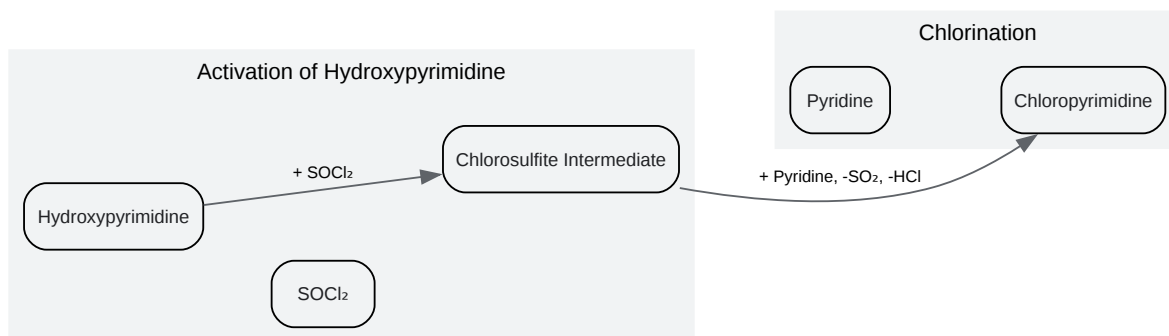 Chlorination
Activation of Hydroxypyrimidine
Pyridine
Chloropyrimidine
Chlorosulfite Intermediate
+ SOCl₂
+ Pyridine, -SO₂, -HCl
Hydroxypyrimidine
SOCl₂